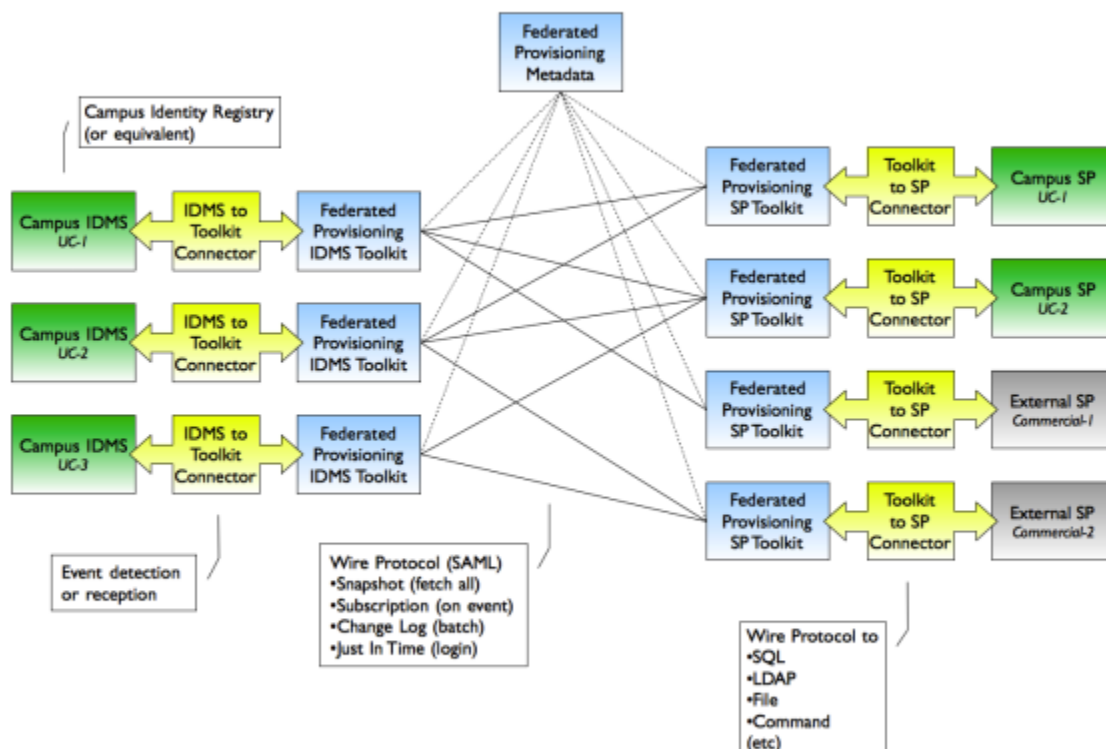 Federated
Provisioning
Metadata
Campus Identity Registry
(or equivalent)
Campus IDMS
UC-1
IDMS to
Toolkit
Connector
Federated
Provisioning
IDMS Toolkit
Campus IDMS
UC-2
IDMS to
Toolkit
Connector
Federated
Provisioning
IDMS Toolkit
Campus IDMS
UC-3
IDMS to
Toolkit
Connector
Federated
Provisioning
IDMS Toolkit
Federated
Provisioning
SP Toolkit
Toolkit
to SP
Connector
Campus SP
UC-1
Federated
Provisioning
SP Toolkit
Toolkit
to SP
Connector
Campus SP
UC-2
Federated
Provisioning
SP Toolkit
Toolkit
to SP
Connector
External SP
Commercial-1
Federated
Provisioning
SP Toolkit
Toolkit
to SP
Connector
External SP
Commercial-2
Event detection
or reception
Wire Protocol (SAML)
•Snapshot (fetch all)
•Subscription (on event)
•Change Log (batch)
•Just In Time (login)
Wire Protocol to
•SQL
•LDAP
•File
•Command
(etc)